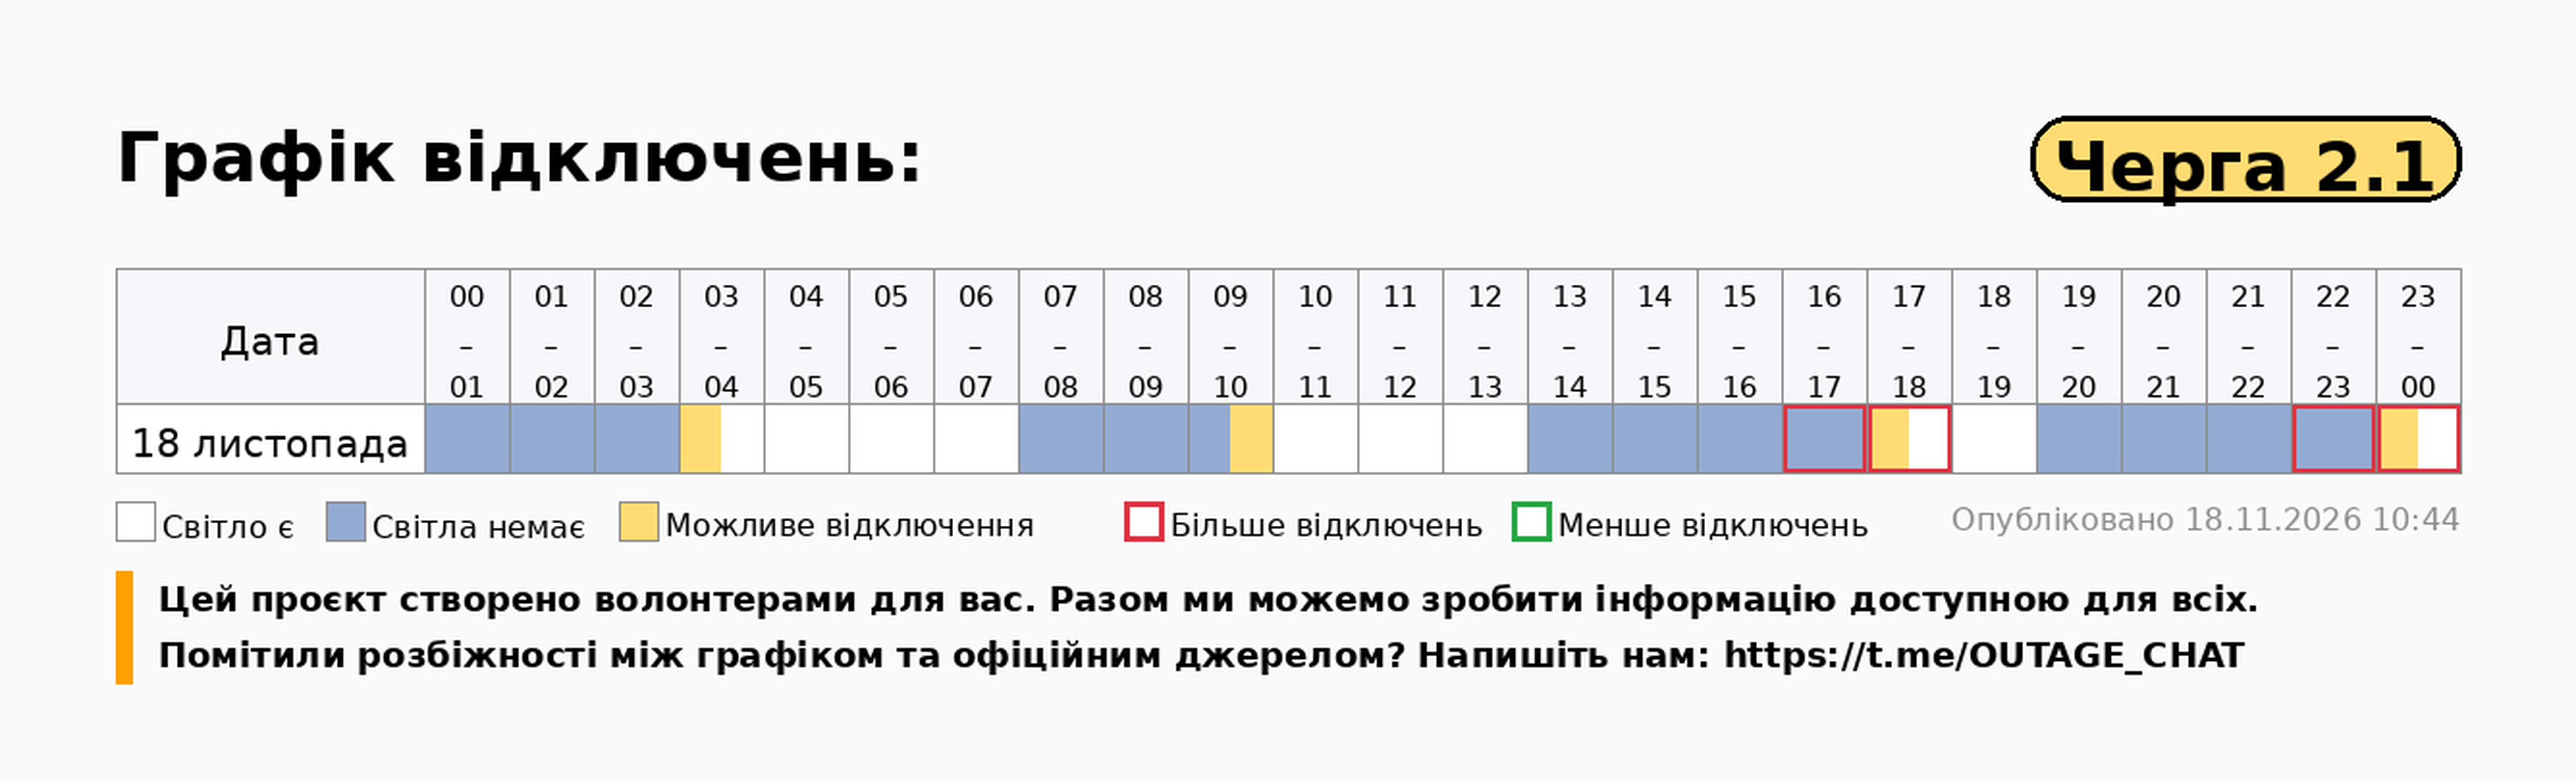 Графік відключень:
Черга 2.1
Дата
00 – 01
01 – 02
02 – 03
03 – 04
04 – 05
05 – 06
06 – 07
07 – 08
08 – 09
09 – 10
10 – 11
11 – 12
12 – 13
13 – 14
14 – 15
15 – 16
16 – 17
17 – 18
18 – 19
19 – 20
20 – 21
21 – 22
22 – 23
23 – 00
18 листопада
Світло є
Світла немає
Можливе відключення
Більше відключень
Менше відключень
Опубліковано 18.11.2026 10:44
Цей проєкт створено волонтерами для вас. Разом ми можемо зробити інформацію доступною для всіх.
Помітили розбіжності між графіком та офіційним джерелом? Напишіть нам: https://t.me/OUTAGE_CHAT